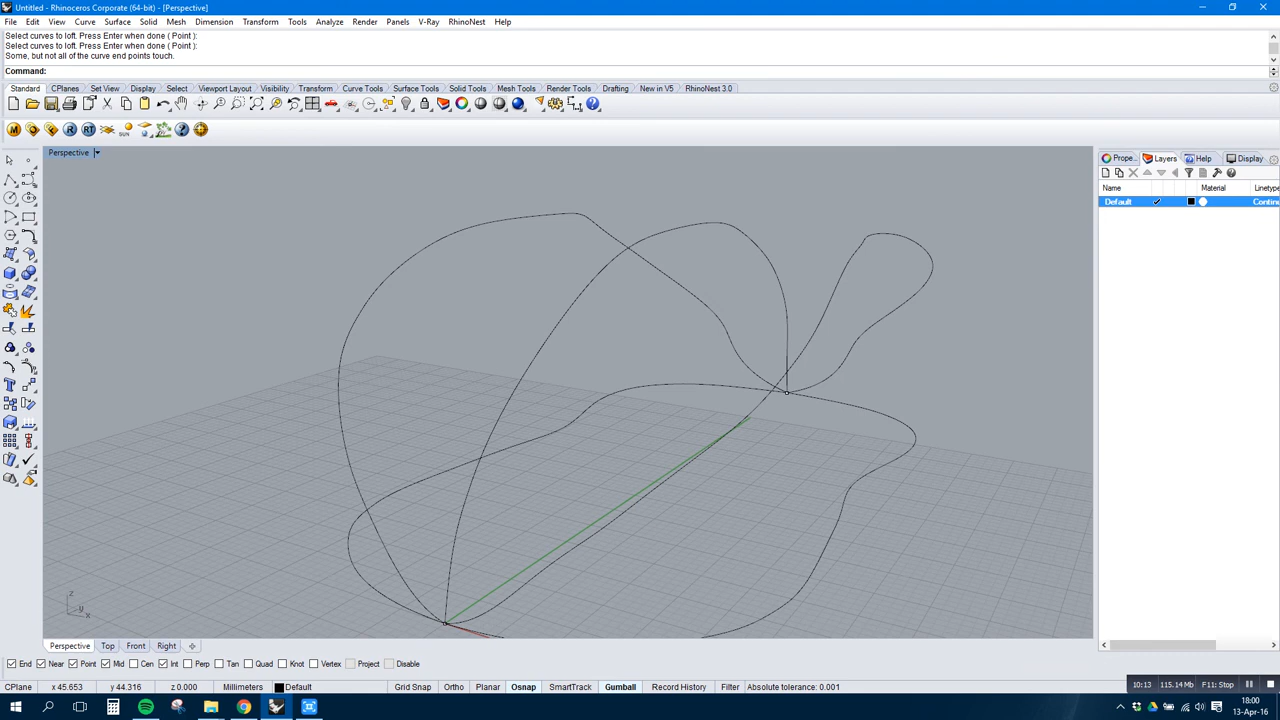 Untitled - Rhinoceros Corporate (64-bit) - [Perspective]
File Edit View Curve Surface Solid Mesh Dimension Transform Tools Analyze Render Panels V-Ray RhinoNest Help
Select curves to loft. Press Enter when done ( Point ):
Select curves to loft. Press Enter when done ( Point ):
Some, but not all of the curve end points touch.
Command:
Standard CPlanes Set View Display Select Viewport Layout Visibility Transform Curve Tools Surface Tools Solid Tools Mesh Tools Render Tools Drafting New in V5 RhinoNest 3.0
M R RT SUN
Perspective
Prope... Layers Help Display
Name Material Linetype
Default Contin
z y x
Perspective Top Front Right
End Near Point Mid Cen Int Perp Tan Quad Knot Vertex Project Disable
CPlane x 45.653 y 44.316 z 0.000 Millimeters Default Grid Snap Ortho Planar Osnap SmartTrack Gumball Record History Filter Absolute tolerance: 0.001
10:13 115.14 Mb F11: Stop
18:00
13-Apr-16